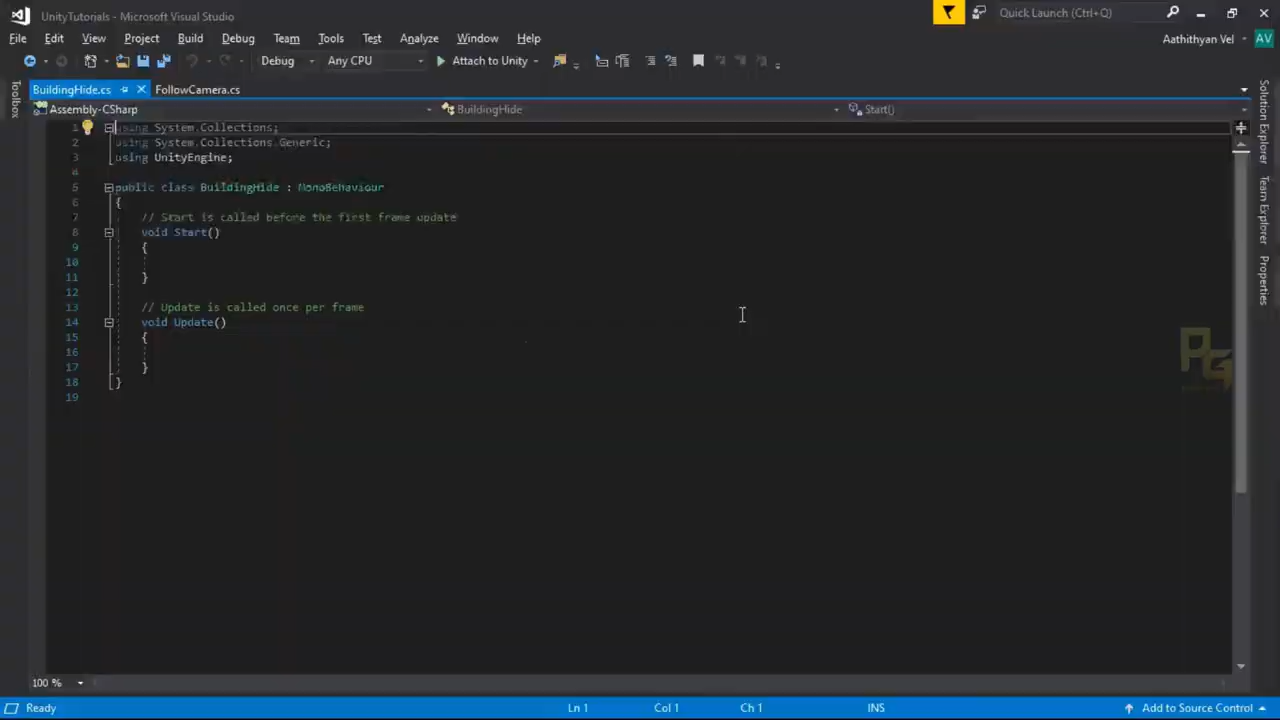 UnityTutorials - Microsoft Visual Studio
Quick Launch (Ctrl+Q)
File Edit View Project Build Debug Team Tools Test Analyze Window Help
Aathithyan Vel AV
Debug Any CPU Attach to Unity
Toolbox
BuildingHide.cs FollowCamera.cs
Assembly-CSharp BuildingHide Start()
1 using System.Collections;
2 using System.Collections.Generic;
3 using UnityEngine;
4
5 public class BuildingHide : MonoBehaviour
6 {
7 // Start is called before the first frame update
8 void Start()
9 {
10
11 }
12
13 // Update is called once per frame
14 void Update()
15 {
16
17 }
18 }
19
Solution Explorer
Team Explorer
Properties
PG
100 %
Ready Ln 1 Col 1 Ch 1 INS Add to Source Control